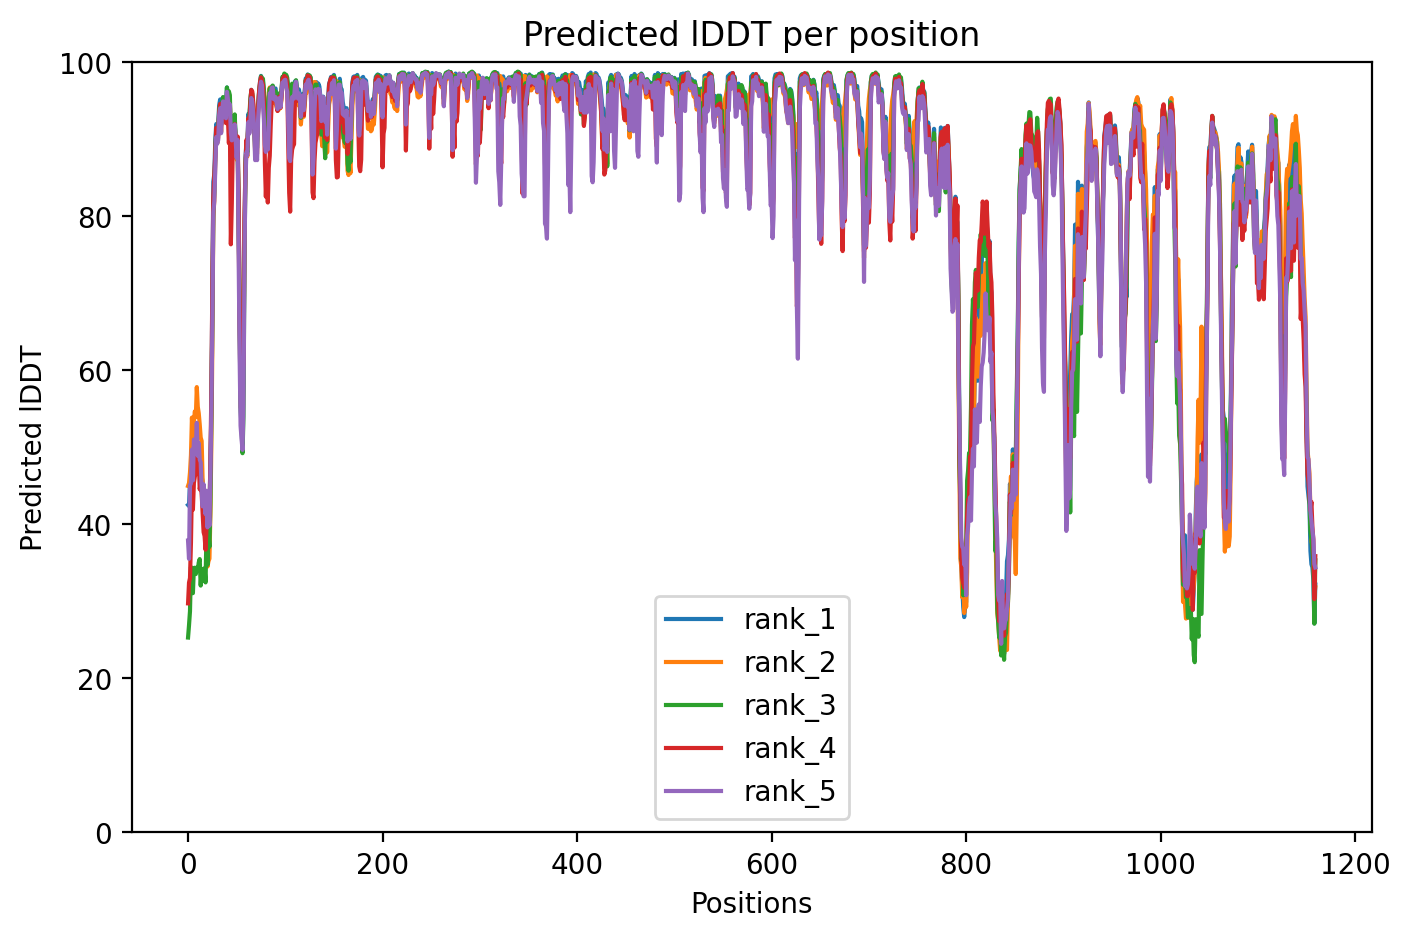 Predicted lDDT per position
100
80
60
40
20
0
Predicted lDDT
rank_1
rank_2
rank_3
rank_4
rank_5
0 200 400 600 800 1000 1200
Positions